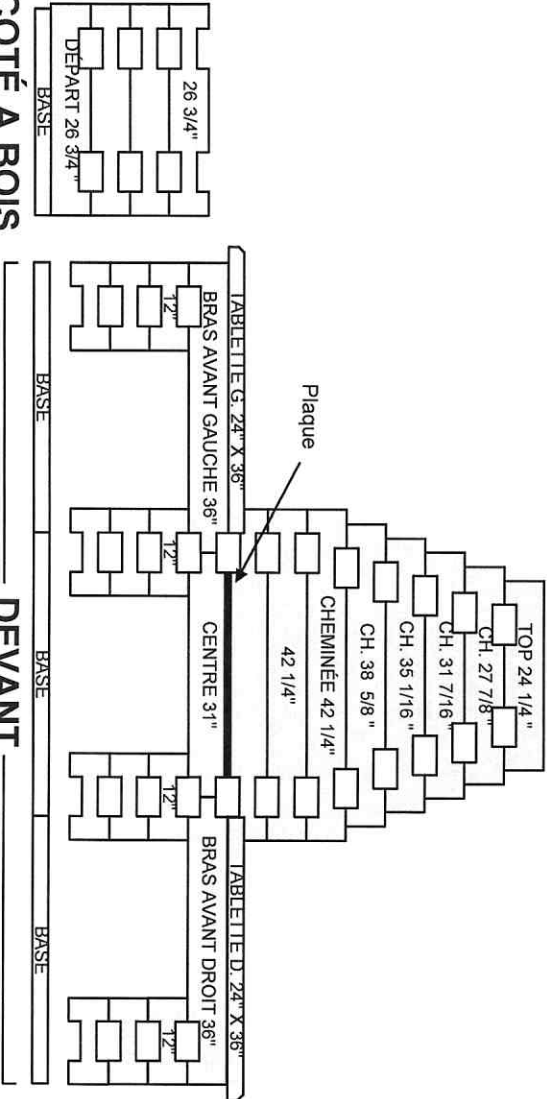 26 3/4"
DÉPART 26 3/4"
BASE
COTÉ A BOIS
Plaque
TOP 24 1/4"
CH. 27 7/8"
CH. 31 7/16"
CH. 35 1/16"
CH. 38 5/8"
CHEMINÉE 42 1/4"
42 1/4"
TABLETTE G. 24" X 36"
TABLETTE D. 24" X 36"
BRAS AVANT GAUCHE 36"
CENTRE 31"
BRAS AVANT DROIT 36"
12"
12"
12"
12"
BASE
BASE
BASE
DEVANT